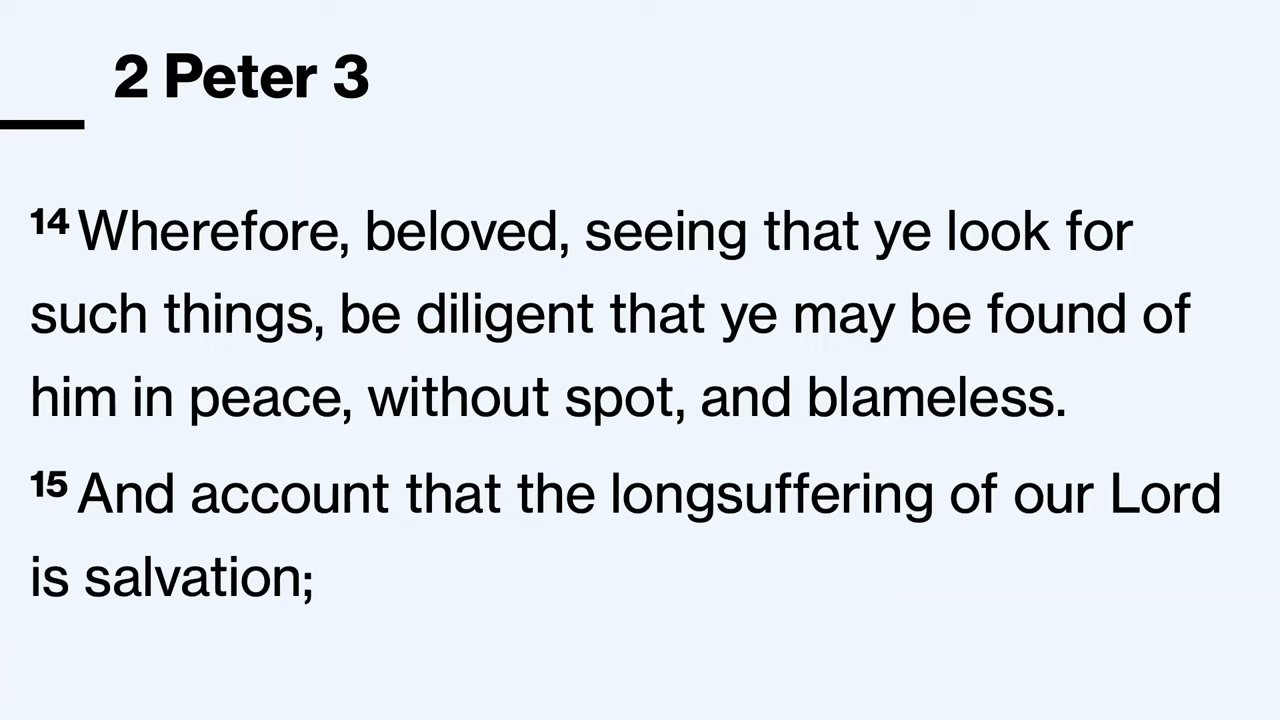 2 Peter 3
14 Wherefore, beloved, seeing that ye look for
such things, be diligent that ye may be found of
him in peace, without spot, and blameless.
15 And account that the longsuffering of our Lord
is salvation;